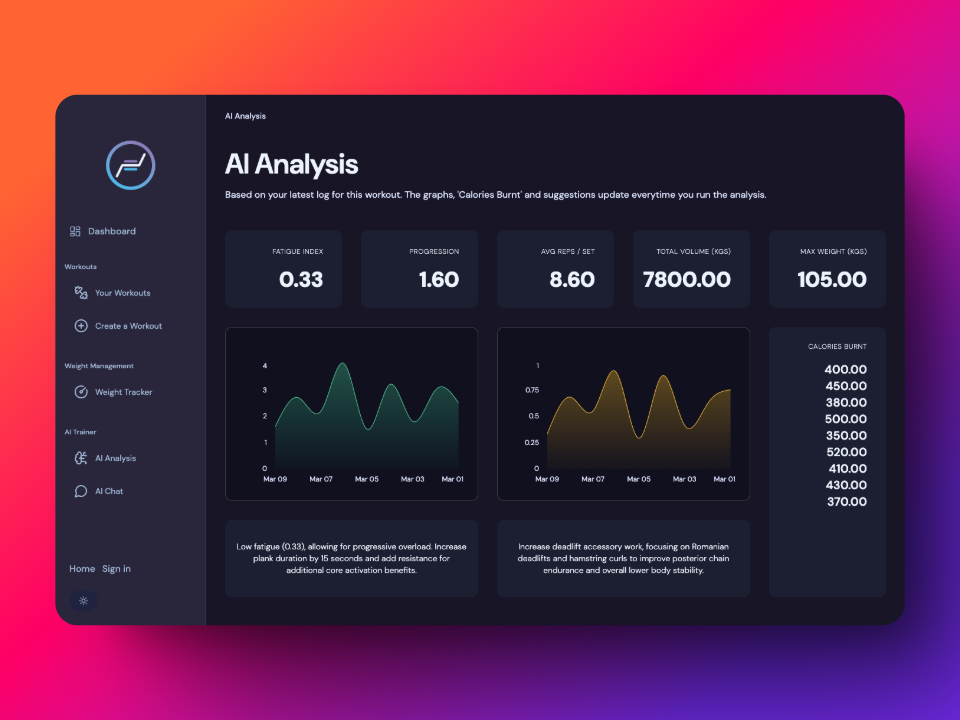 AI Analysis
AI Analysis
Based on your latest log for this workout. The graphs, 'Calories Burnt' and suggestions update everytime you run the analysis.
Dashboard
Workouts
Your Workouts
Create a Workout
Weight Management
Weight Tracker
AI Trainer
AI Analysis
AI Chat
Home Sign in
FATIGUE INDEX
0.33
PROGRESSION
1.60
AVG REPS / SET
8.60
TOTAL VOLUME (KGS)
7800.00
MAX WEIGHT (KGS)
105.00
4
3
2
1
0
Mar 09 Mar 07 Mar 05 Mar 03 Mar 01
1
0.75
0.5
0.25
0
Mar 09 Mar 07 Mar 05 Mar 03 Mar 01
CALORIES BURNT
400.00
450.00
380.00
500.00
350.00
520.00
410.00
430.00
370.00
Low fatigue (0.33), allowing for progressive overload. Increase
plank duration by 15 seconds and add resistance for
additional core activation benefits.
Increase deadlift accessory work, focusing on Romanian
deadlifts and hamstring curls to improve posterior chain
endurance and overall lower body stability.